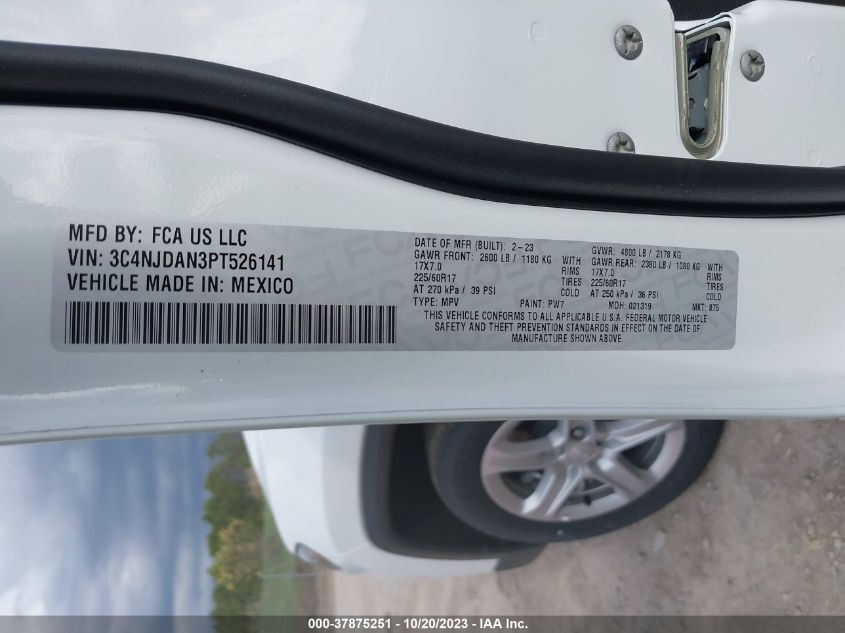 MFD BY: FCA US LLC
VIN: 3C4NJDAN3PT526141
VEHICLE MADE IN: MEXICO
DATE OF MFR (BUILT): 2-23
GVWR: 4800 LB / 2178 KG
GAWR FRONT: 2600 LB / 1180 KG WITH
GAWR REAR: 2380 LB / 1080 KG WITH
17X7.0 RIMS
17X7.0 RIMS
225/60R17 TIRES
225/60R17 TIRES
AT 270 kPa / 39 PSI COLD
AT 250 kPa / 36 PSI COLD
TYPE: MPV PAINT: PW7 MDH: 021319 MKT: 875
THIS VEHICLE CONFORMS TO ALL APPLICABLE U.S.A. FEDERAL MOTOR VEHICLE
SAFETY AND THEFT PREVENTION STANDARDS IN EFFECT ON THE DATE OF
MANUFACTURE SHOWN ABOVE.
000-37875251 - 10/20/2023 - IAA Inc.